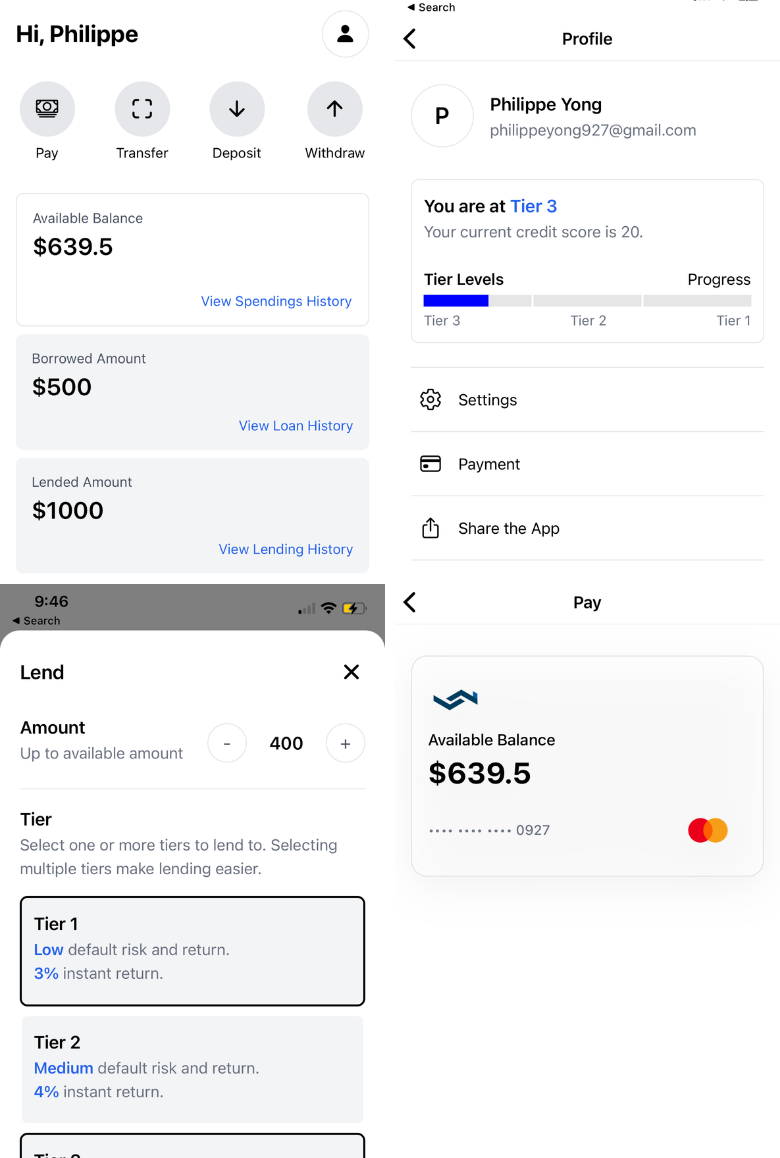 Hi, Philippe
Pay
Transfer
Deposit
Withdraw
Available Balance
$639.5
View Spendings History
Borrowed Amount
$500
View Loan History
Lended Amount
$1000
View Lending History
◀ Search
Profile
P
Philippe Yong
philippeyong927@gmail.com
You are at Tier 3
Your current credit score is 20.
Tier Levels Progress
Tier 3 Tier 2 Tier 1
Settings
Payment
Share the App
9:46
◀ Search
Lend
Amount
Up to available amount
- 400 +
Tier
Select one or more tiers to lend to. Selecting
multiple tiers make lending easier.
Tier 1
Low default risk and return.
3% instant return.
Tier 2
Medium default risk and return.
4% instant return.
Pay
Available Balance
$639.5
•••• •••• •••• 0927